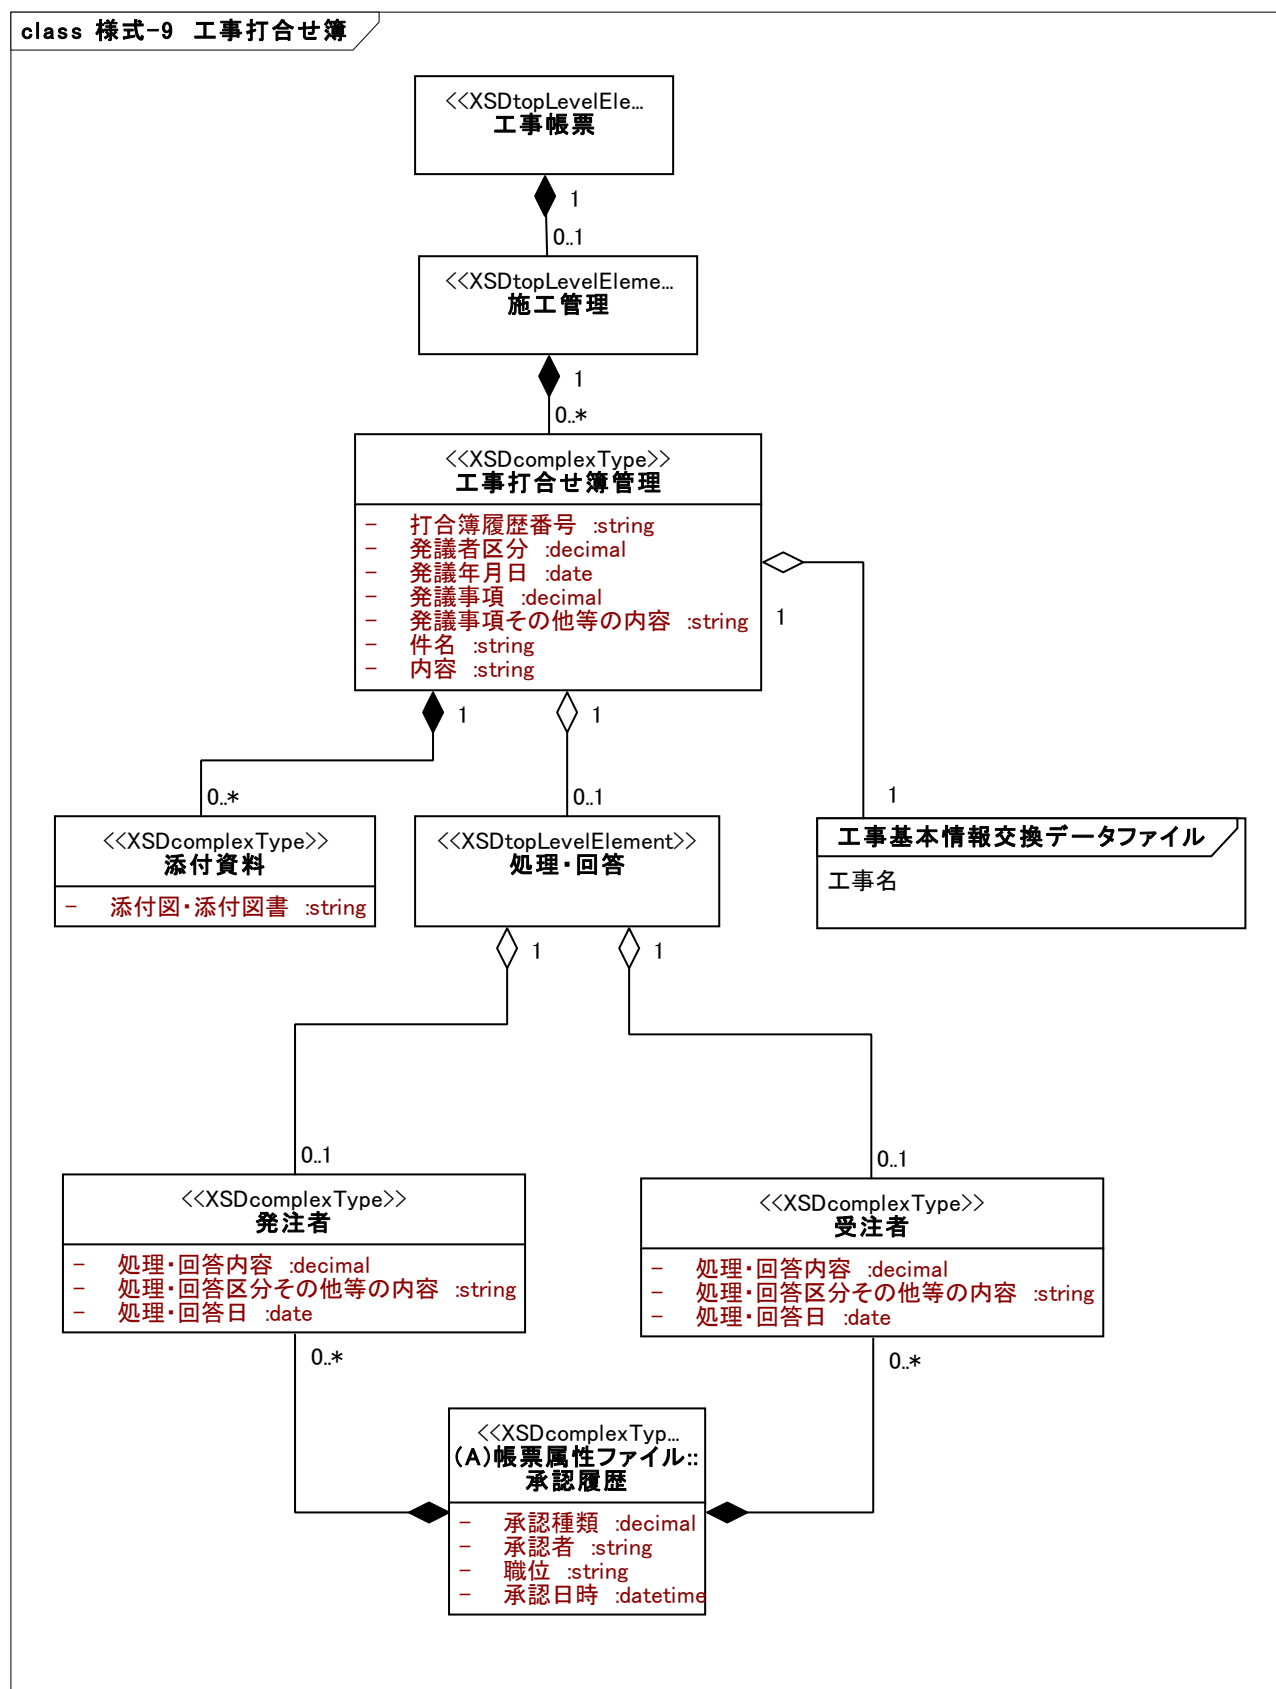 class 様式-9 工事打合せ簿
<<XSDtopLevelEle...
工事帳票
1
0..1
<<XSDtopLevelEleme...
施工管理
1
0..*
<<XSDcomplexType>>
工事打合せ簿管理
- 打合簿履歴番号 :string
- 発議者区分 :decimal
- 発議年月日 :date
- 発議事項 :decimal
- 発議事項その他等の内容 :string
- 件名 :string
- 内容 :string
1
1
1
0..*
0..1
1
<<XSDcomplexType>>
添付資料
- 添付図・添付図書 :string
<<XSDtopLevelElement>>
処理・回答
工事基本情報交換データファイル
工事名
1
1
0..1
0..1
<<XSDcomplexType>>
発注者
- 処理・回答内容 :decimal
- 処理・回答区分その他等の内容 :string
- 処理・回答日 :date
<<XSDcomplexType>>
受注者
- 処理・回答内容 :decimal
- 処理・回答区分その他等の内容 :string
- 処理・回答日 :date
0..*
0..*
<<XSDcomplexTyp...
(A)帳票属性ファイル::
承認履歴
- 承認種類 :decimal
- 承認者 :string
- 職位 :string
- 承認日時 :datetime